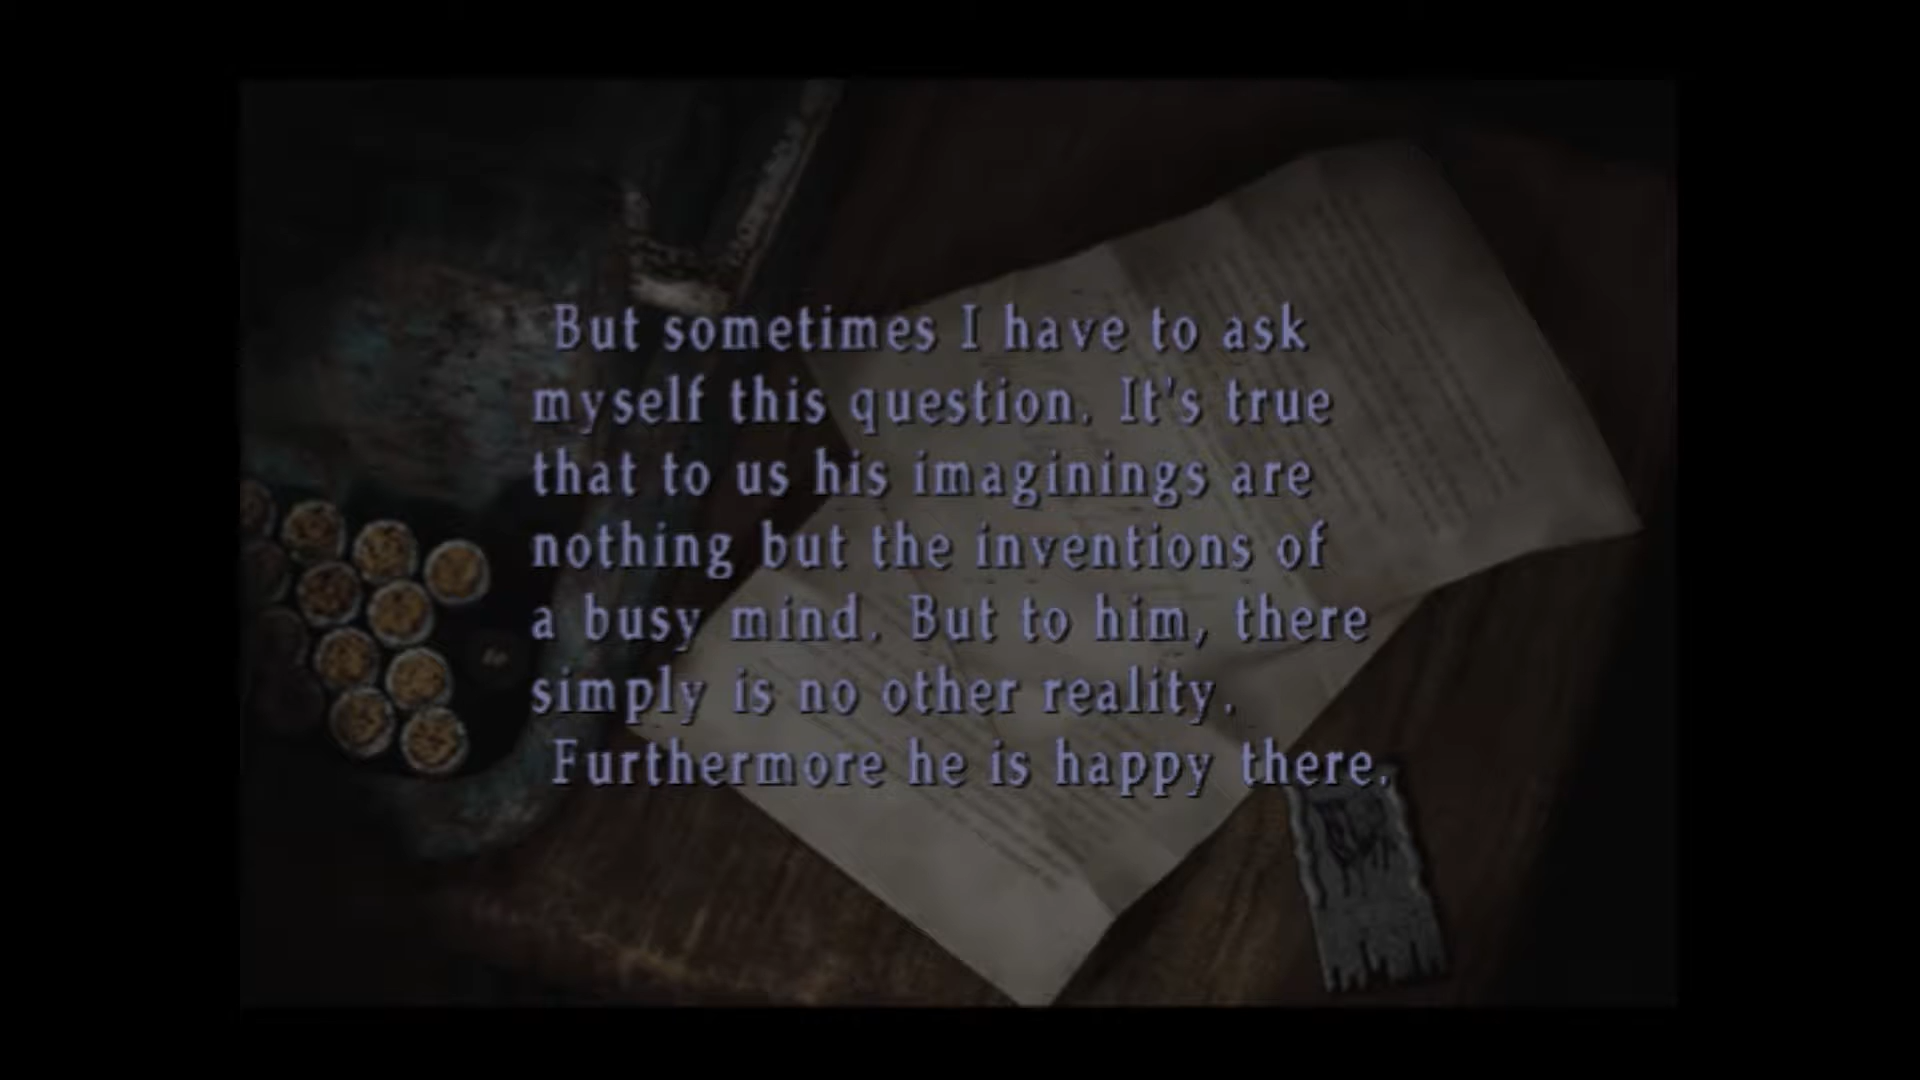 But sometimes I have to ask
myself this question. It's true
that to us his imaginings are
nothing but the inventions of
a busy mind. But to him, there
simply is no other reality.
Furthermore he is happy there.